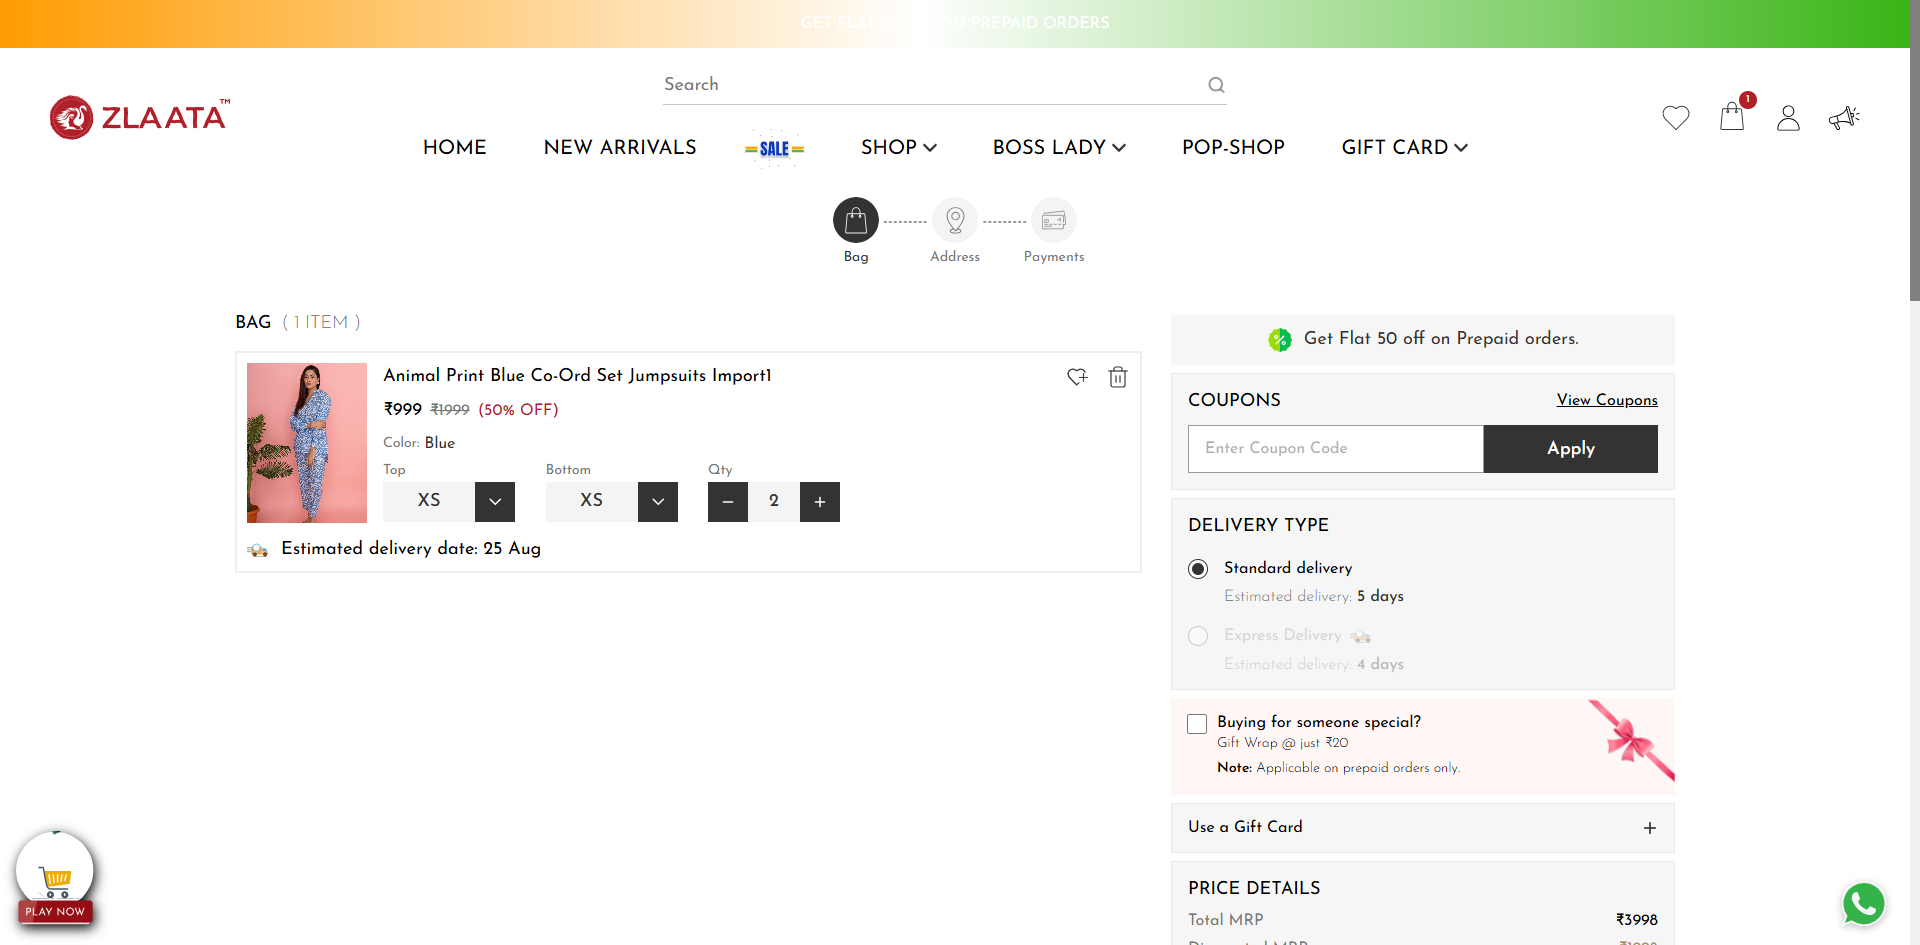 GET FLAT ON PREPAID ORDERS
Search
ZLAATA™
1
HOME
NEW ARRIVALS
SALE
SHOP
BOSS LADY
POP-SHOP
GIFT CARD
Bag
Address
Payments
BAG ( 1 ITEM )
Animal Print Blue Co-Ord Set Jumpsuits Import1
₹999 ₹1999 (50% OFF)
Color: Blue
Top
Bottom
Qty
XS
XS
2
Estimated delivery date: 25 Aug
Get Flat 50 off on Prepaid orders.
COUPONS
View Coupons
Enter Coupon Code
Apply
DELIVERY TYPE
Standard delivery
Estimated delivery: 5 days
Express Delivery
Estimated delivery: 4 days
Buying for someone special?
Gift Wrap @ just ₹20
Note: Applicable on prepaid orders only.
Use a Gift Card
PRICE DETAILS
Total MRP
₹3998
PLAY NOW